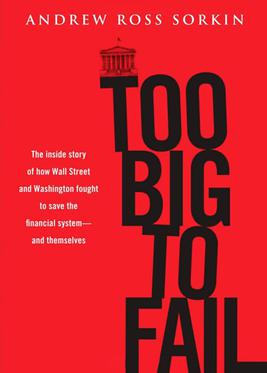 ANDREW ROSS SORKIN
TOO
BIG
TO
FAIL
The inside story
of how Wall Street
and Washington fought
to save the
financial system—
and themselves